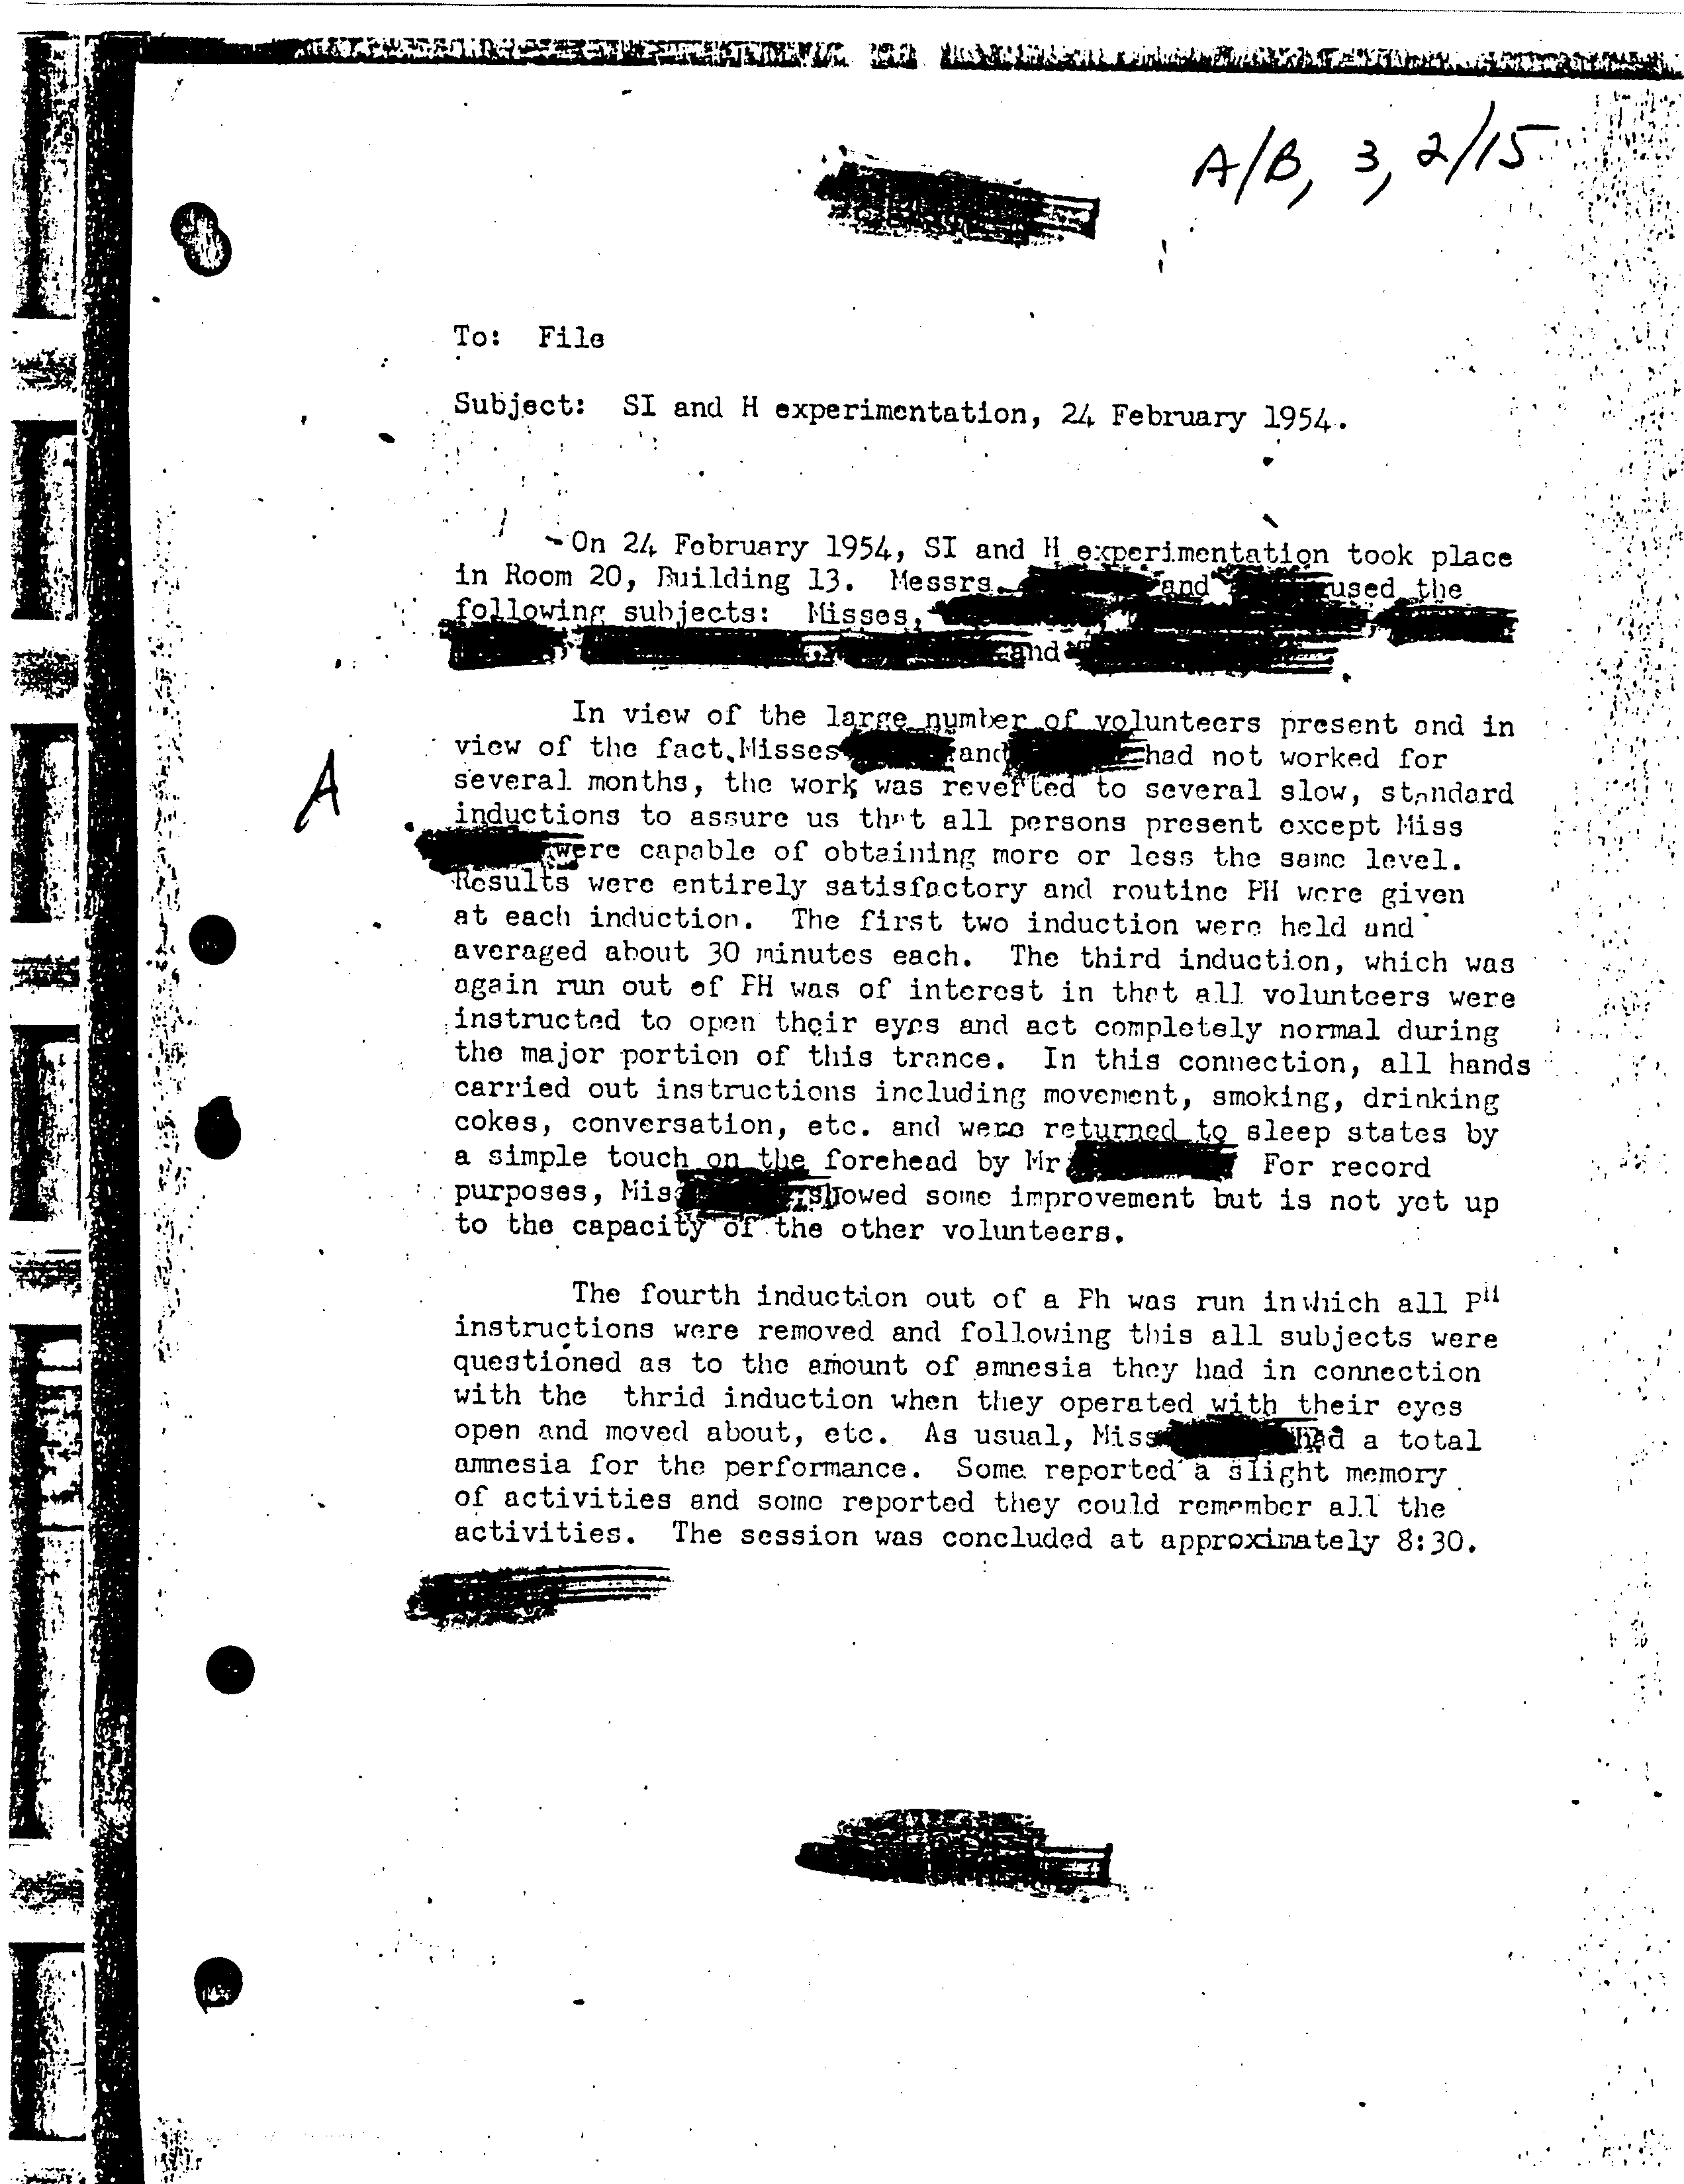 A/B, 3, 2/15
To: File
Subject: SI and H experimentation, 24 February 1954.
On 24 February 1954, SI and H experimentation took place
in Room 20, Building 13. Messrs. and used the
following subjects: Misses,
and
In view of the large number of volunteers present and in
view of the fact, Misses and had not worked for
several months, the work was reverted to several slow, standard
A
inductions to assure us that all persons present except Miss
were capable of obtaining more or less the same level.
Results were entirely satisfactory and routine PH were given
at each induction. The first two induction were held and
averaged about 30 minutes each. The third induction, which was
again run out of PH was of interest in that all volunteers were
instructed to open their eyes and act completely normal during
the major portion of this trance. In this connection, all hands
carried out instructions including movement, smoking, drinking
cokes, conversation, etc. and were returned to sleep states by
a simple touch on the forehead by Mr For record
purposes, Miss showed some improvement but is not yet up
to the capacity of the other volunteers.
The fourth induction out of a Ph was run in which all PH
instructions were removed and following this all subjects were
questioned as to the amount of amnesia they had in connection
with the thrid induction when they operated with their eyes
open and moved about, etc. As usual, Miss had a total
amnesia for the performance. Some reported a slight memory
of activities and some reported they could remember all the
activities. The session was concluded at approximately 8:30.